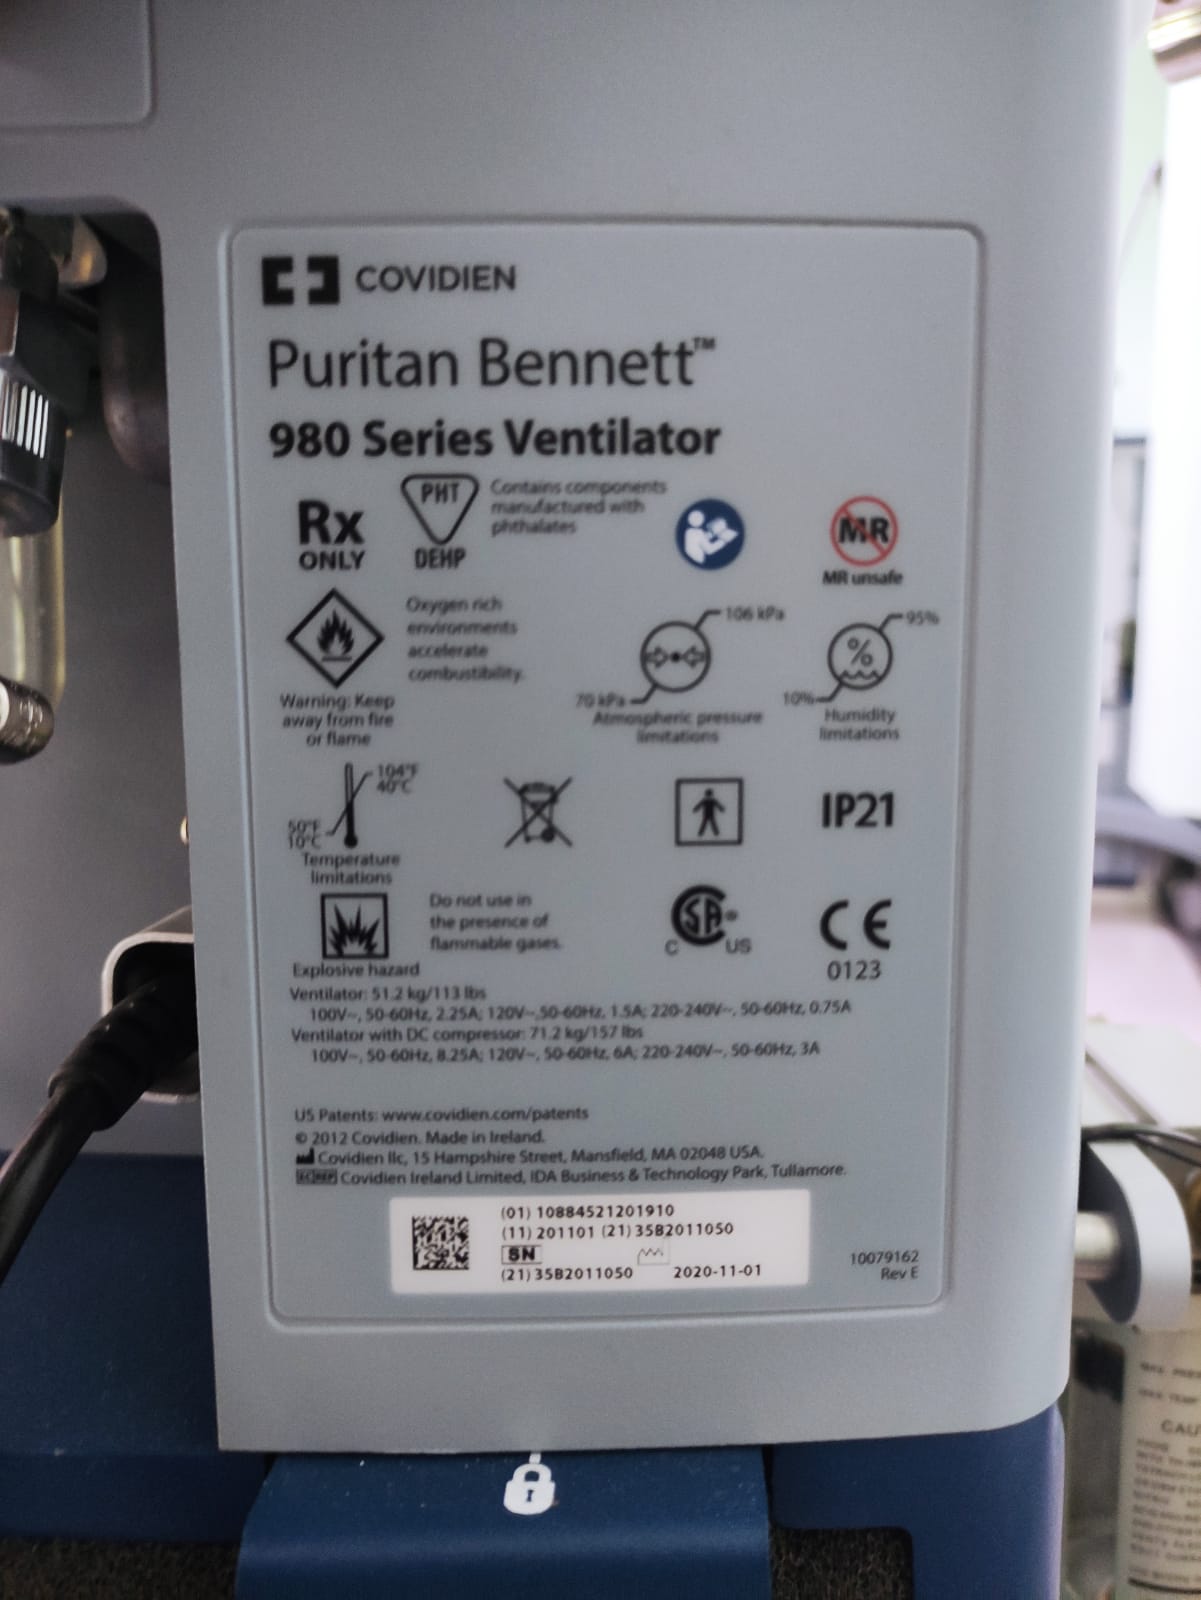 COVIDIEN
Puritan Bennett™
980 Series Ventilator
Rx
ONLY
PHT
DEHP
Contains components
manufactured with
phthalates
MR
MR unsafe
Oxygen rich
environments
accelerate
combustibility.
Warning: Keep
away from fire
or flame
106 kPa
70 kPa
Atmospheric pressure
limitations
95%
%
10%
Humidity
limitations
104°F
40°C
50°F
10°C
Temperature
limitations
IP21
Explosive hazard
Do not use in
the presence of
flammable gases.
C SA ® US
CE
0123
Ventilator: 51.2 kg/113 lbs
100V~, 50-60Hz, 2.25A; 120V~,50-60Hz, 1.5A; 220-240V~, 50-60Hz, 0.75A
Ventilator with DC compressor: 71.2 kg/157 lbs
100V~, 50-60Hz, 8.25A; 120V~, 50-60Hz, 6A; 220-240V~, 50-60Hz, 3A
US Patents: www.covidien.com/patents
© 2012 Covidien. Made in Ireland.
Covidien llc, 15 Hampshire Street, Mansfield, MA 02048 USA.
EC REP Covidien Ireland Limited, IDA Business & Technology Park, Tullamore.
(01) 10884521201910
(11) 201101 (21) 35B2011050
SN
(21) 35B2011050 2020-11-01
10079162
Rev E